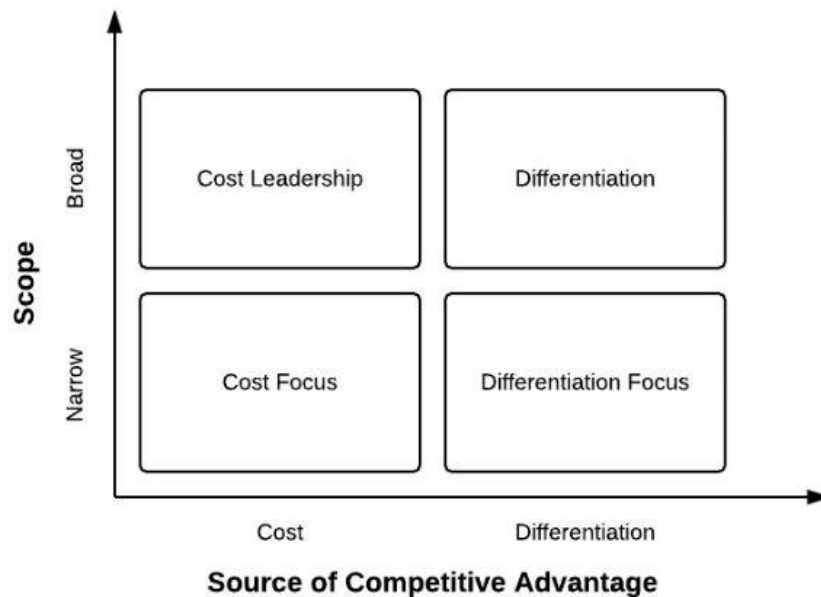 Scope
Broad
Cost Leadership
Differentiation
Narrow
Cost Focus
Differentiation Focus
Cost
Differentiation
Source of Competitive Advantage